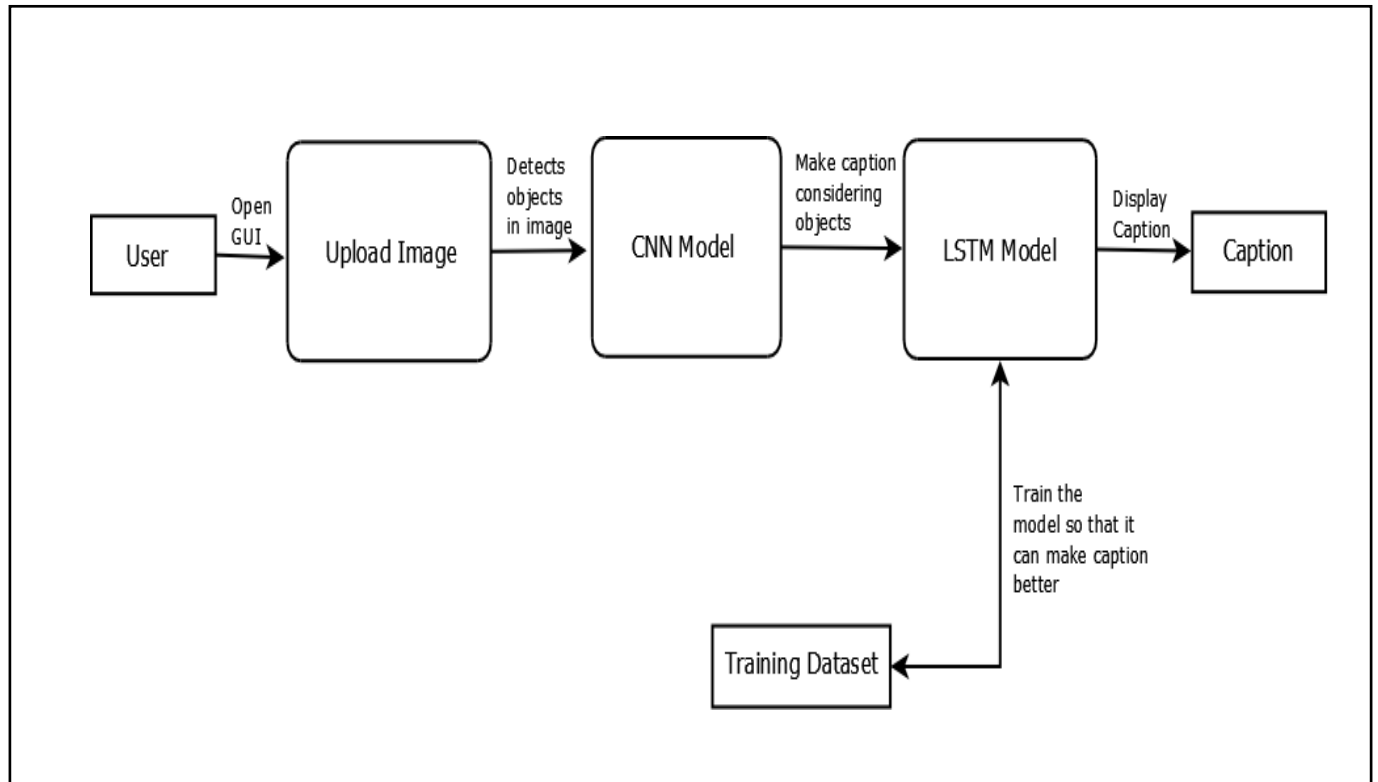 User
Open
GUI
Upload Image
Detects
objects
in image
CNN Model
Make caption
considering
objects
LSTM Model
Display
Caption
Caption
Train the
model so that it
can make caption
better
Training Dataset